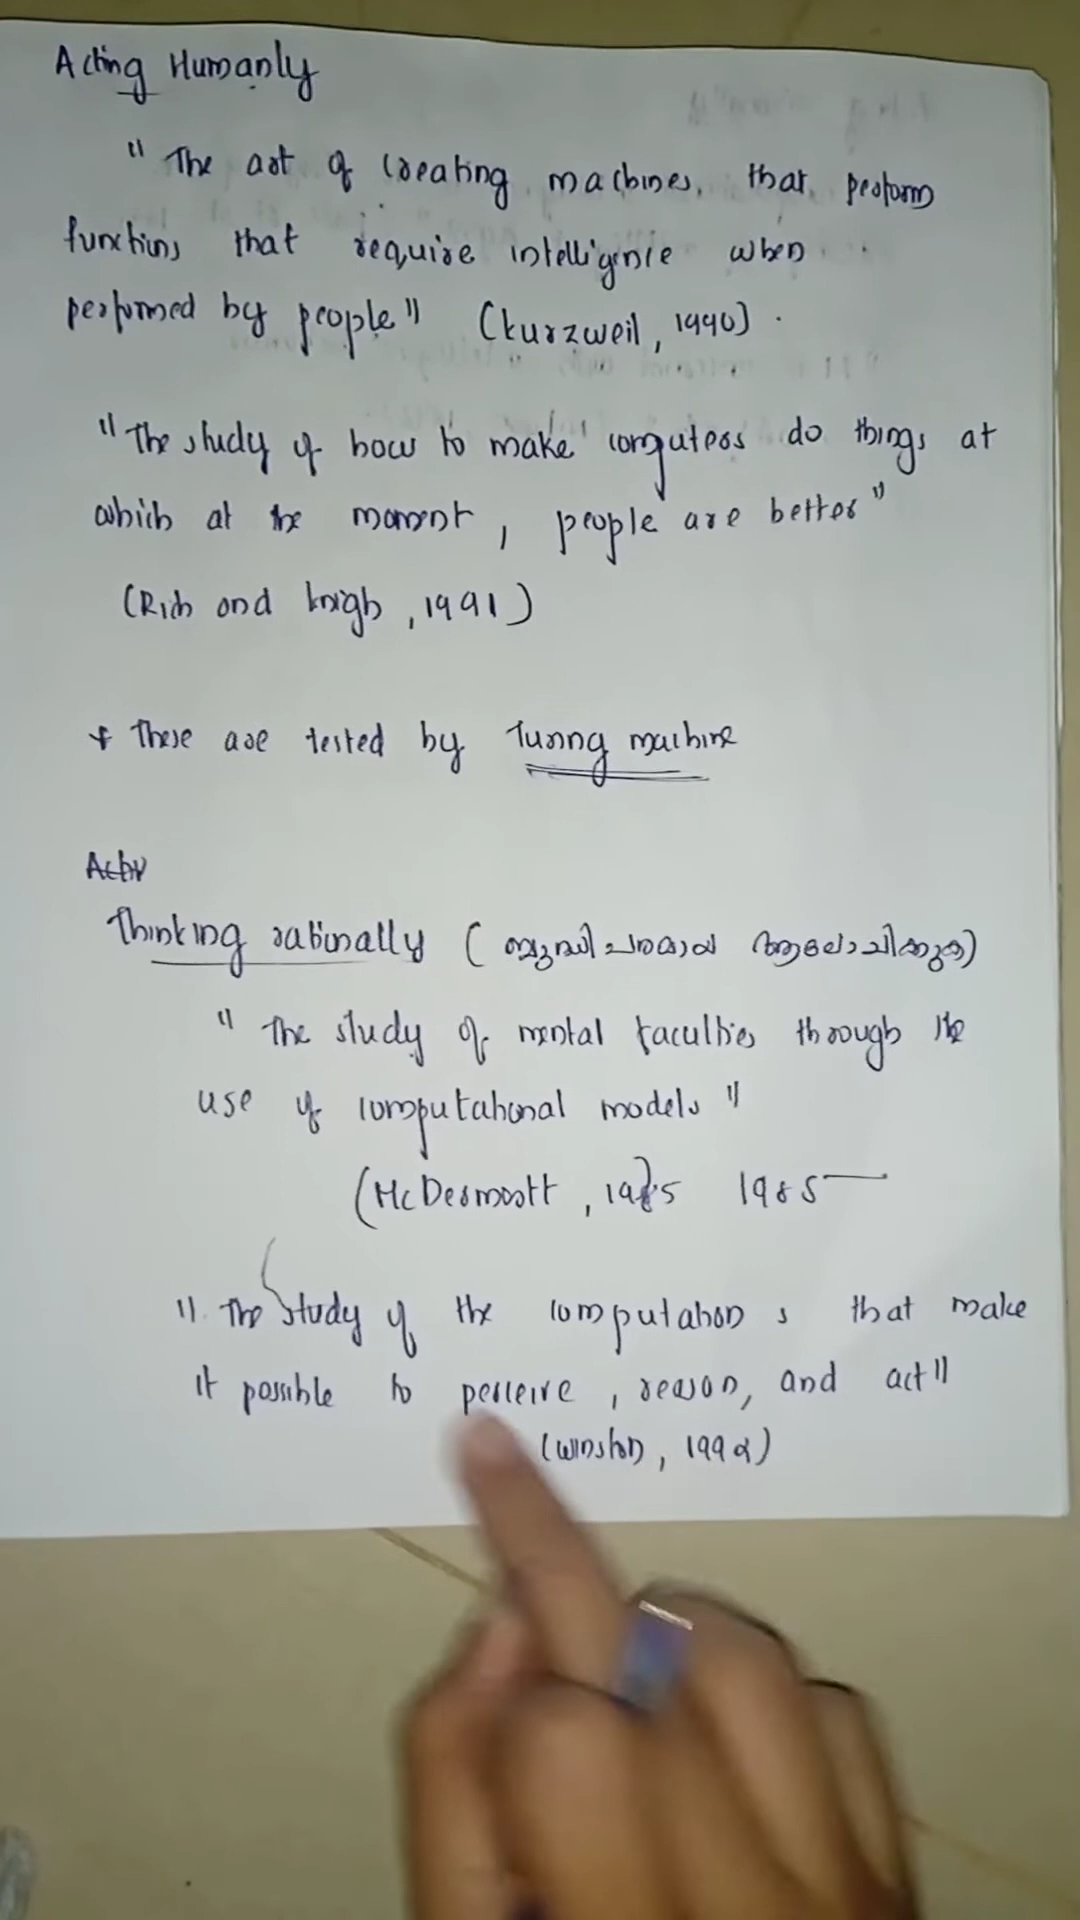 Acting Humanly
"The art of creating machines. that perform
functions that require intelligence when
performed by people" (Kurzweil, 1990).
"The study of how to make computers do things at
which at the moment, people are better"
(Rich and knigh, 1991)
* These are tested by Turing machine
Thinking rationally (ബുദ്ധിപരമായ ആലോചിക്കുക)
"The study of mental faculties through the
use of computational models"
(McDermott, 1985 1985
"The study of the computations that make
it possible to perceive, reason, and act"
(Winston, 1992)